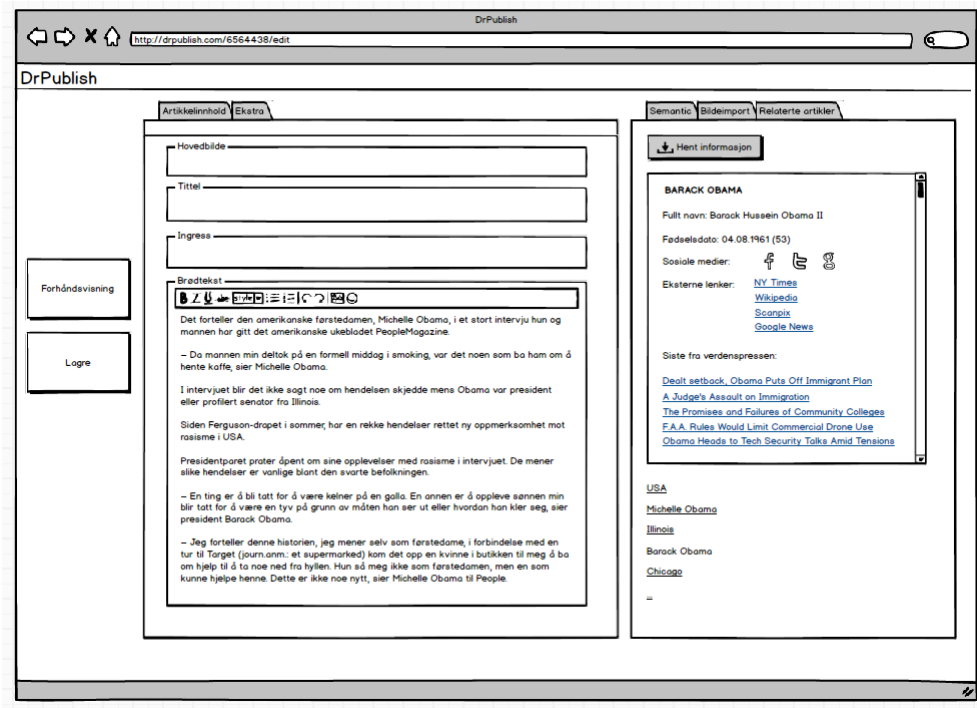 DrPublish
http://drpublish.com/6564438/edit
DrPublish
Artikkelinnhold
Ekstra
Forhåndsvisning
Lagre
Hovedbilde
Tittel
Ingress
Brødtekst
B I U abc Style
Det forteller den amerikanske førstedamen, Michelle Obama, i et stort intervju hun og
mannen har gitt det amerikanske ukebladet PeopleMagazine.
– Da mannen min deltok på en formell middag i smoking, var det noen som ba ham om å
hente kaffe, sier Michelle Obama.
I intervjuet blir det ikke sagt noe om hendelsen skjedde mens Obama var president
eller profilert senator fra Illinois.
Siden Ferguson-drapet i sommer, har en rekke hendelser rettet ny oppmerksomhet mot
rasisme i USA.
Presidentparet prater åpent om sine opplevelser med rasisme i intervjuet. De mener
slike hendelser er vanlige blant den svarte befolkningen.
– En ting er å bli tatt for å være kelner på en galla. En annen er å oppleve sønnen min
blir tatt for å være en tyv på grunn av måten han ser ut eller hvordan han kler seg, sier
president Barack Obama.
– Jeg forteller denne historien, jeg mener selv som førstedame, i forbindelse med en
tur til Target (journ.anm.: et supermarked) kom det opp en kvinne i butikken til meg å ba
om hjelp til å ta noe ned fra hyllen. Hun så meg ikke som førstedamen, men en som
kunne hjelpe henne. Dette er ikke noe nytt, sier Michelle Obama til People.
Semantic
Bildeimport
Relaterte artikler
Hent informasjon
BARACK OBAMA
Fullt navn: Barack Hussein Obama II
Fødselsdato: 04.08.1961 (53)
Sosiale medier:
Eksterne lenker:
NY Times
Wikipedia
Scanpix
Google News
Siste fra verdenspressen:
Dealt setback, Obama Puts Off Immigrant Plan
A Judge's Assault on Immigration
The Promises and Failures of Community Colleges
F.A.A. Rules Would Limit Commercial Drone Use
Obama Heads to Tech Security Talks Amid Tensions
USA
Michelle Obama
Illinois
Barack Obama
Chicago
...